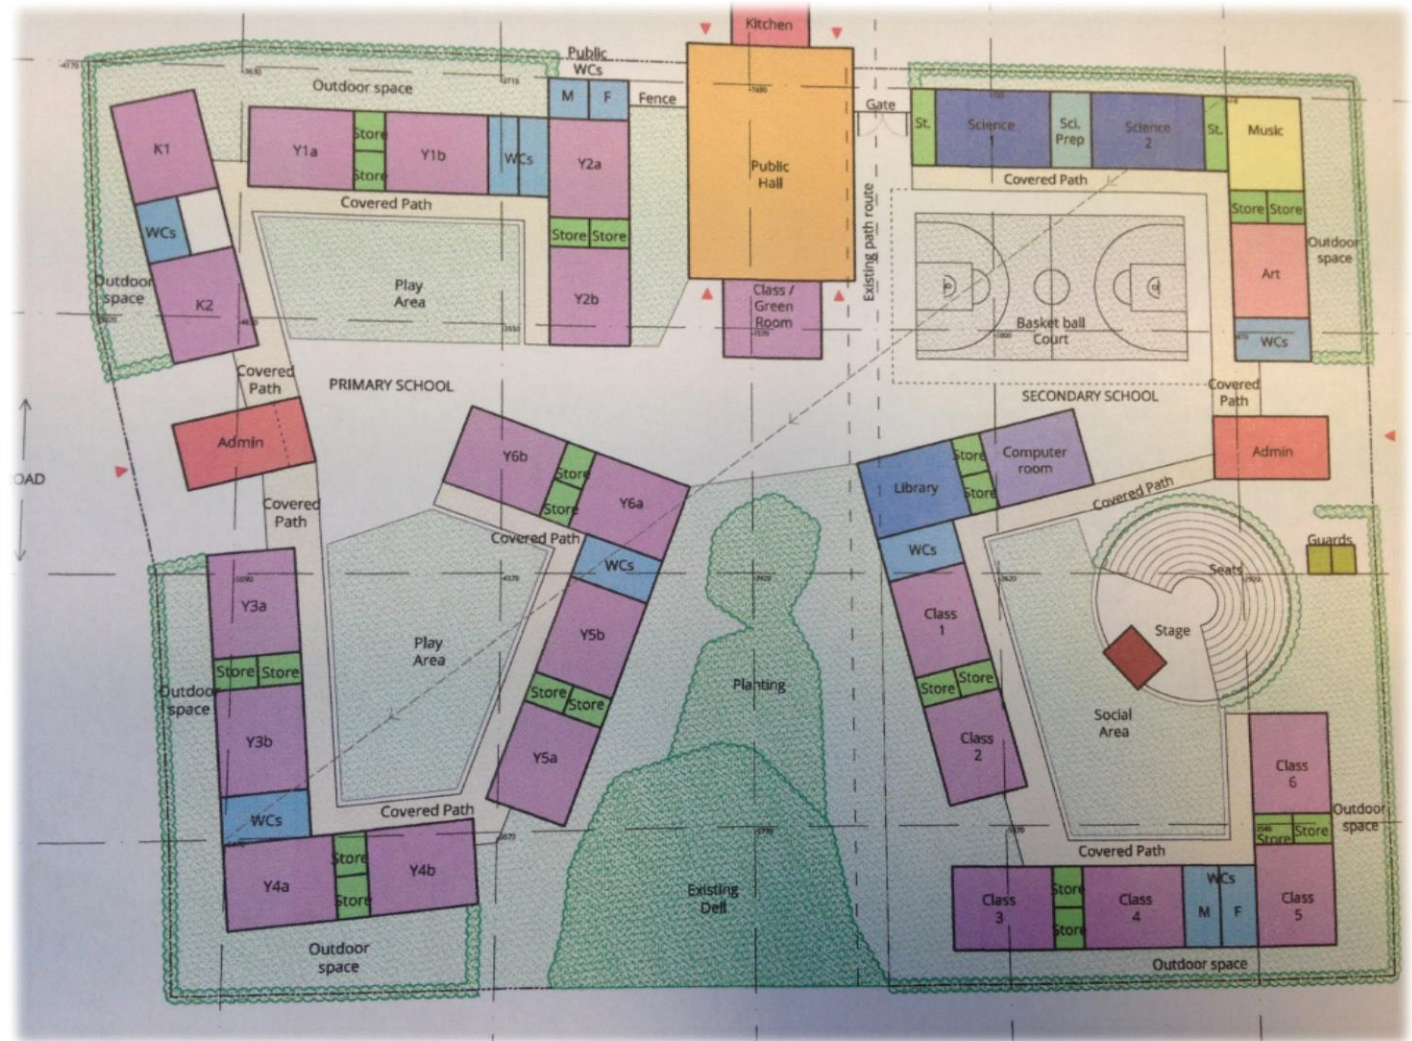 Kitchen
Public
WCs
M
F
Fence
Gate
Outdoor space
K1
Y1a
Store
Store
Y1b
WCs
Y2a
Public
Hall
St.
Science
1
Sci.
Prep
Science
2
St.
Music
Covered Path
Covered Path
WCs
Store
Store
Store
Store
Outdoor
space
K2
Play
Area
Y2b
Class /
Green
Room
Existing path route
Basket ball
Court
Art
Outdoor
space
WCs
Covered
Path
PRIMARY SCHOOL
SECONDARY SCHOOL
Covered
Path
Admin
Y6b
Store
Store
Y6a
Library
Store
Store
Computer
room
Admin
OAD
Covered
Path
Covered Path
Covered Path
WCs
WCs
Guards
Seats
Y3a
Y5b
Class
1
Stage
Play
Area
Store
Store
Outdoor
space
Store
Store
Planting
Store
Store
Social
Area
Y3b
Y5a
Class
2
Class
6
WCs
Covered Path
Outdoor
space
Store
Store
Covered Path
Y4a
Store
Store
Y4b
Existing
Dell
Class
3
Store
Store
Class
4
WCs
M
F
Class
5
Outdoor
space
Outdoor space